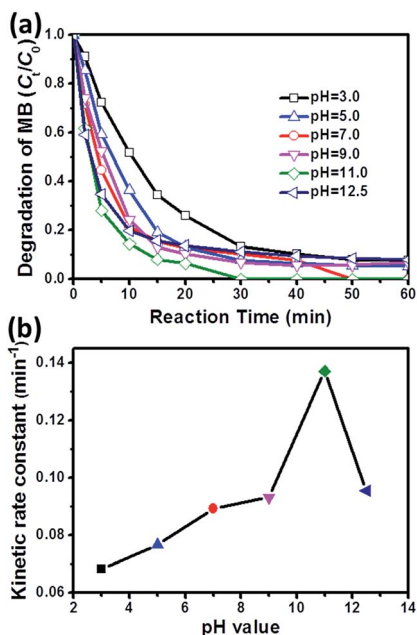 (a)
Degradation of MB (Ct/C0)
1.0
0.8
0.6
0.4
0.2
0.0
pH=3.0
pH=5.0
pH=7.0
pH=9.0
pH=11.0
pH=12.5
0 10 20 30 40 50 60
Reaction Time (min)
(b)
Kinetic rate constant (min⁻¹)
0.14
0.12
0.10
0.08
0.06
2 4 6 8 10 12 14
pH value